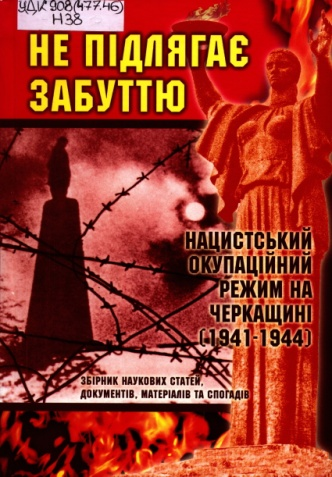 УДК 908(477.46)
Н38
НЕ ПІДЛЯГАЄ
ЗАБУТТЮ
НАЦИСТСЬКИЙ
ОКУПАЦІЙНИЙ
РЕЖИМ НА
ЧЕРКАЩИНІ
(1941-1944)
ЗБІРНИК НАУКОВИХ СТАТЕЙ,
ДОКУМЕНТІВ, МАТЕРІАЛІВ ТА СПОГАДІВ